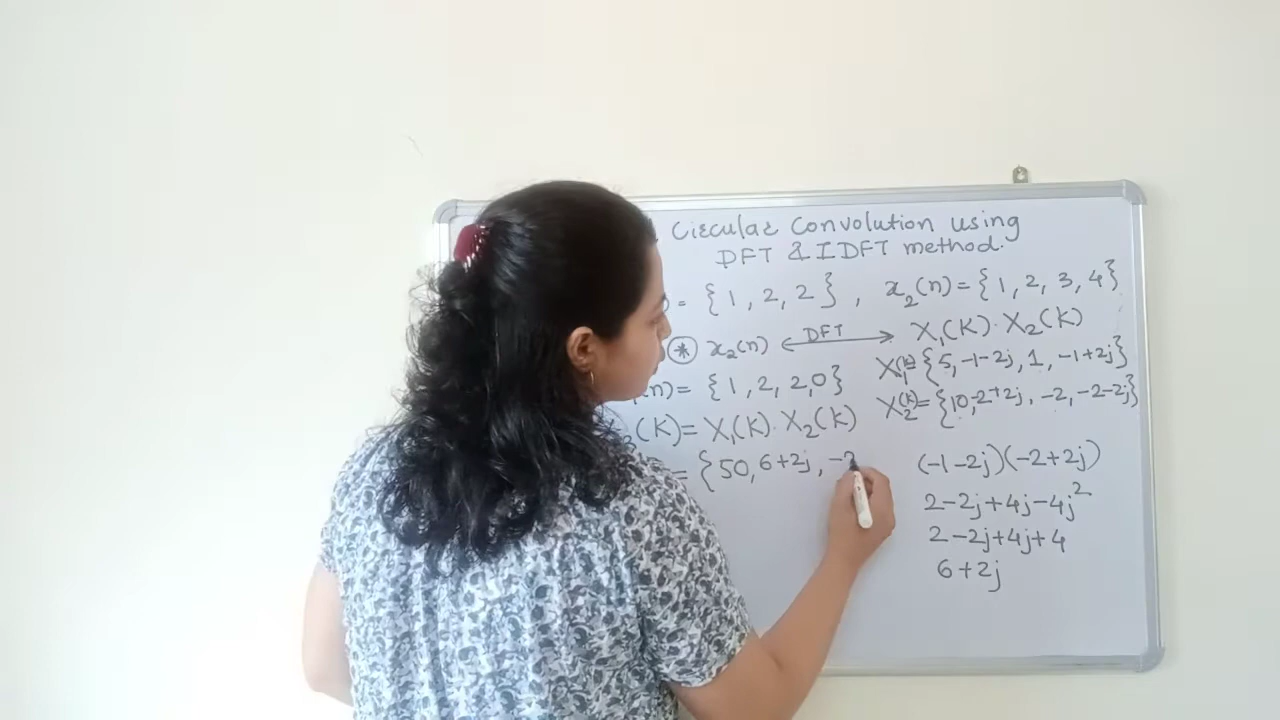 Circular Convolution using
DFT & IDFT method.
) = {1, 2, 2} , x₂(n) = {1, 2, 3, 4}
⊛ x₂(n) ⟷ X₁(K). X₂(K)
DFT
X₁(k) = {5, -1-2j, 1, -1+2j}
(n) = {1, 2, 2, 0}
X₂(k) = {10, -2+2j, -2, -2-2j}
₃(K) = X₁(K). X₂(K)
= {50, 6+2j, -2
(-1-2j)(-2+2j)
2-2j+4j-4j²
2-2j+4j+4
6+2j